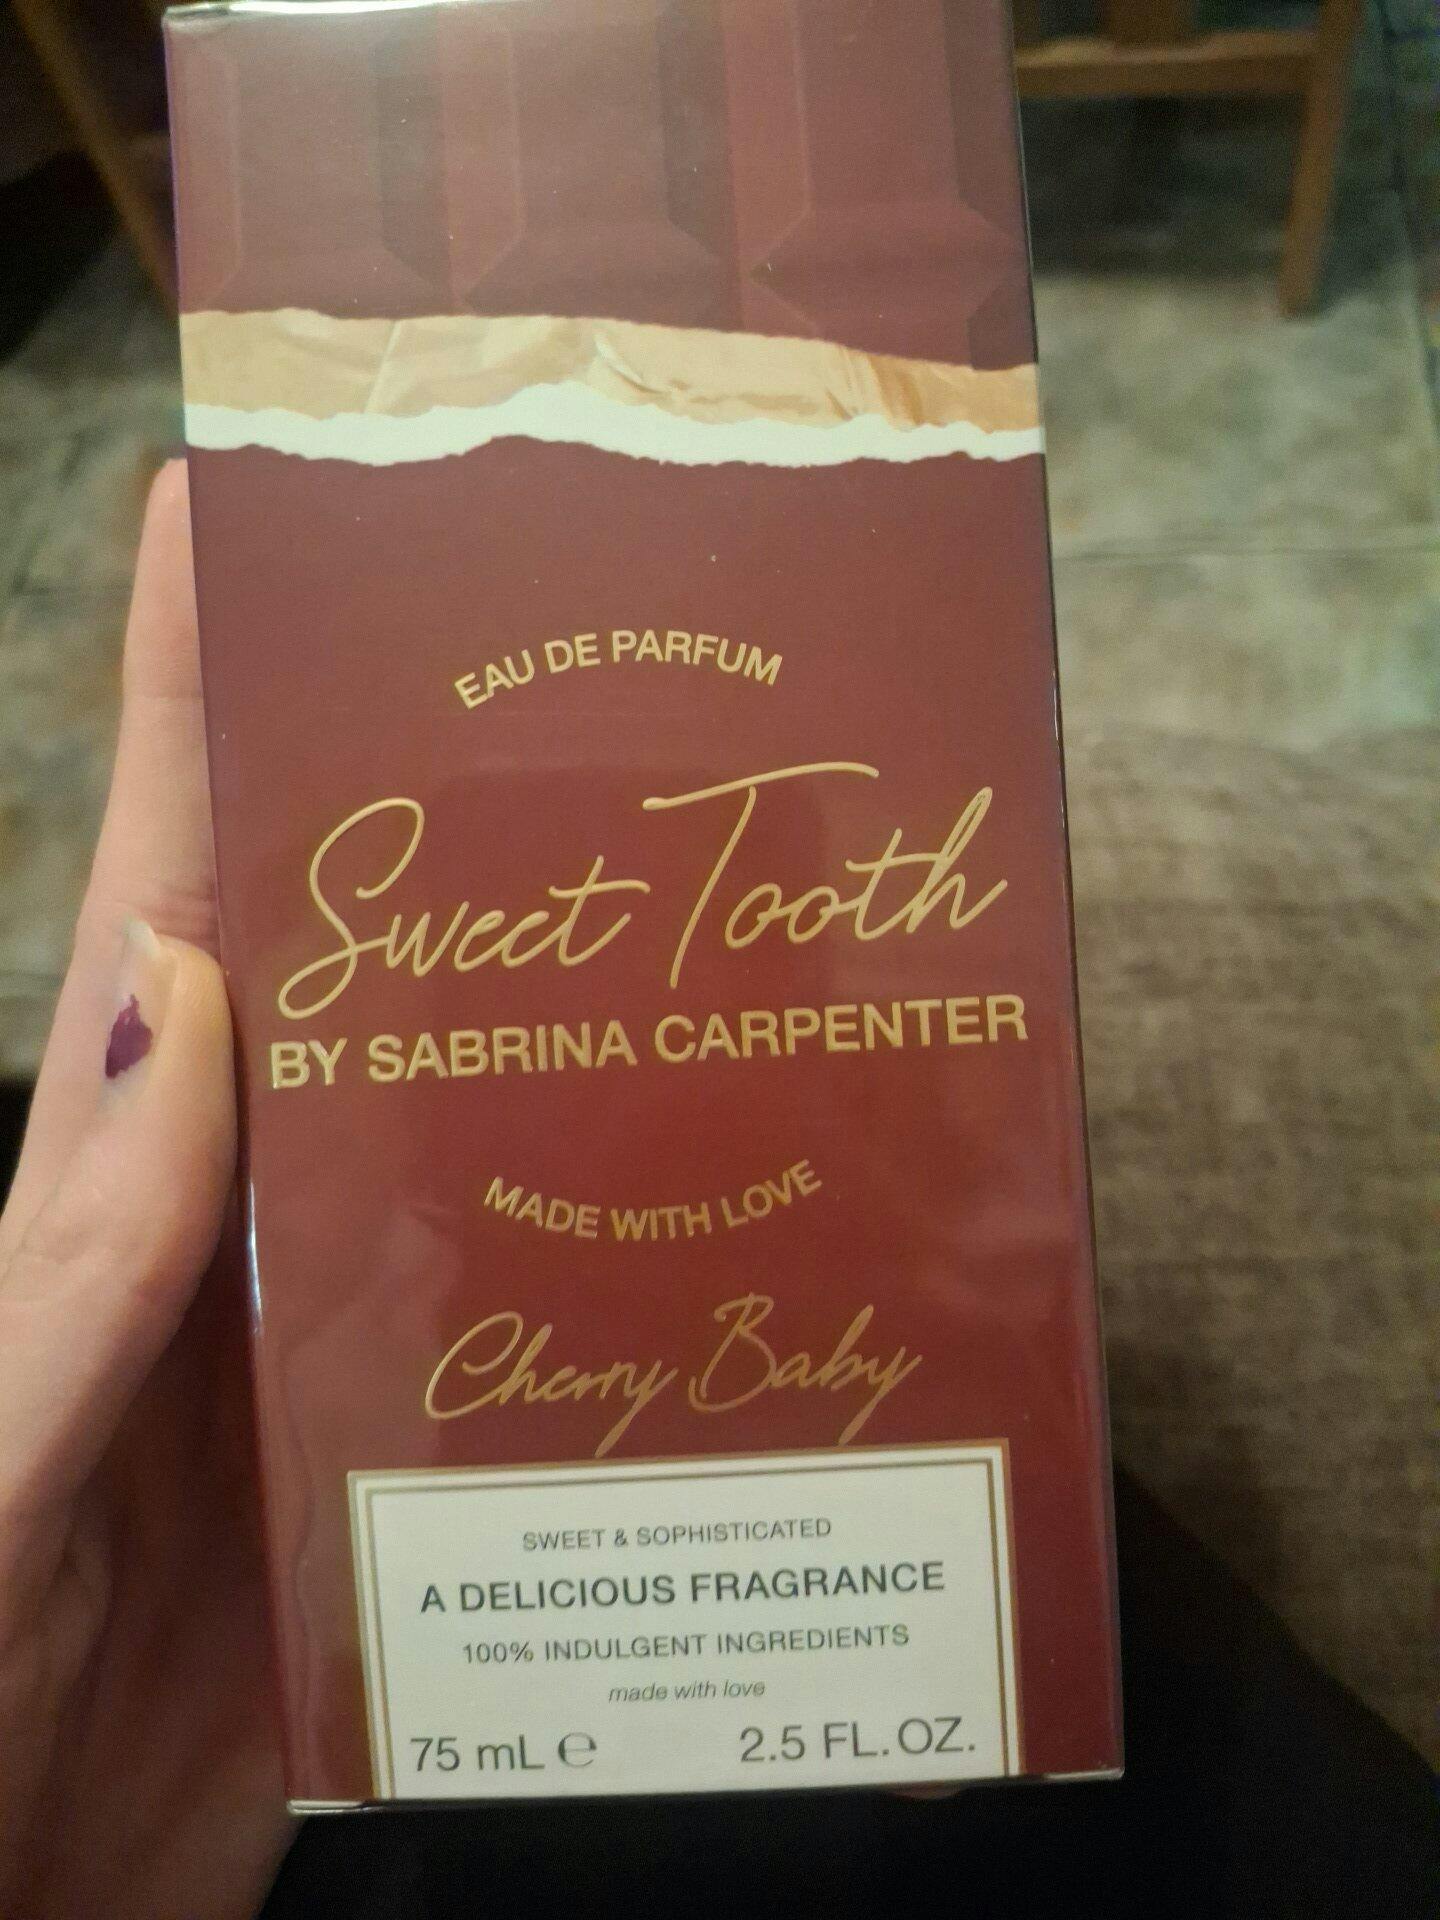 EAU DE PARFUM
Sweet Tooth
BY SABRINA CARPENTER
MADE WITH LOVE
Cherry Baby
SWEET & SOPHISTICATED
A DELICIOUS FRAGRANCE
100% INDULGENT INGREDIENTS
made with love
75 mL ℮ 2.5 FL. OZ.